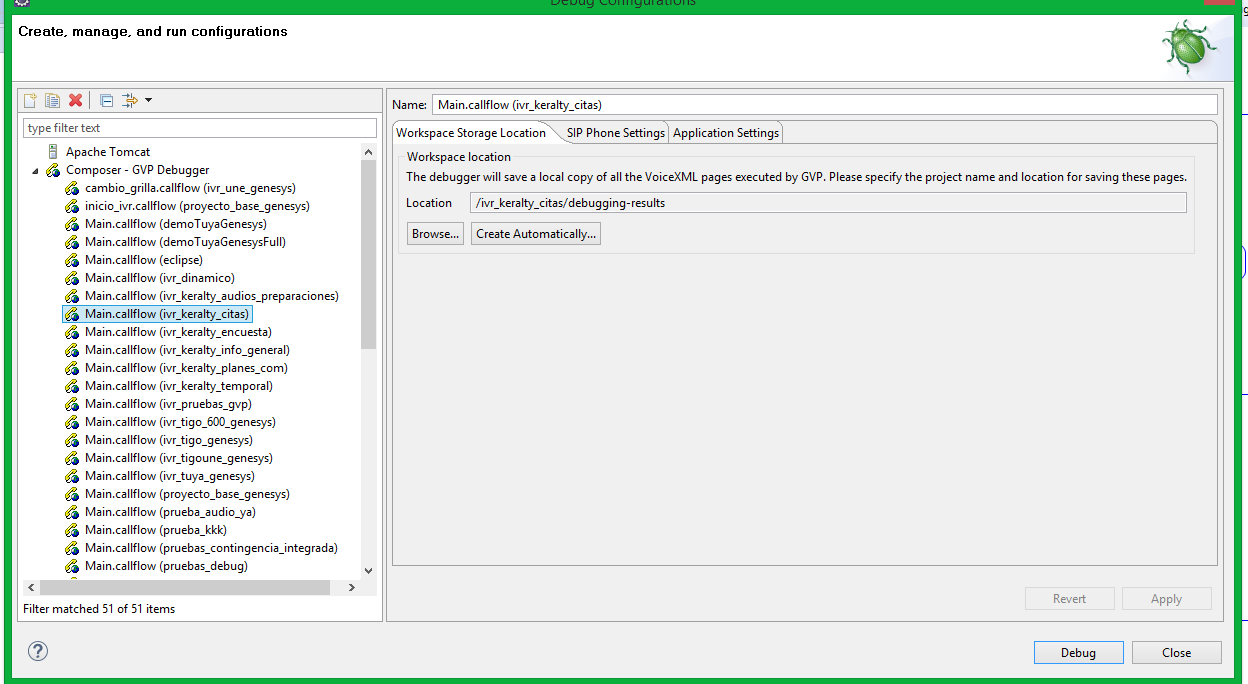 Debug Configurations
Create, manage, and run configurations
type filter text
Apache Tomcat
Composer - GVP Debugger
cambio_grilla.callflow (ivr_une_genesys)
inicio_ivr.callflow (proyecto_base_genesys)
Main.callflow (demoTuyaGenesys)
Main.callflow (demoTuyaGenesysFull)
Main.callflow (eclipse)
Main.callflow (ivr_dinamico)
Main.callflow (ivr_keralty_audios_preparaciones)
Main.callflow (ivr_keralty_citas)
Main.callflow (ivr_keralty_encuesta)
Main.callflow (ivr_keralty_info_general)
Main.callflow (ivr_keralty_planes_com)
Main.callflow (ivr_keralty_temporal)
Main.callflow (ivr_pruebas_gvp)
Main.callflow (ivr_tigo_600_genesys)
Main.callflow (ivr_tigo_genesys)
Main.callflow (ivr_tigoune_genesys)
Main.callflow (ivr_tuya_genesys)
Main.callflow (proyecto_base_genesys)
Main.callflow (prueba_audio_ya)
Main.callflow (prueba_kkk)
Main.callflow (pruebas_contingencia_integrada)
Main.callflow (pruebas_debug)
Filter matched 51 of 51 items
Name: Main.callflow (ivr_keralty_citas)
Workspace Storage Location SIP Phone Settings Application Settings
Workspace location
The debugger will save a local copy of all the VoiceXML pages executed by GVP. Please specify the project name and location for saving these pages.
Location /ivr_keralty_citas/debugging-results
Browse... Create Automatically...
Revert Apply
? Debug Close